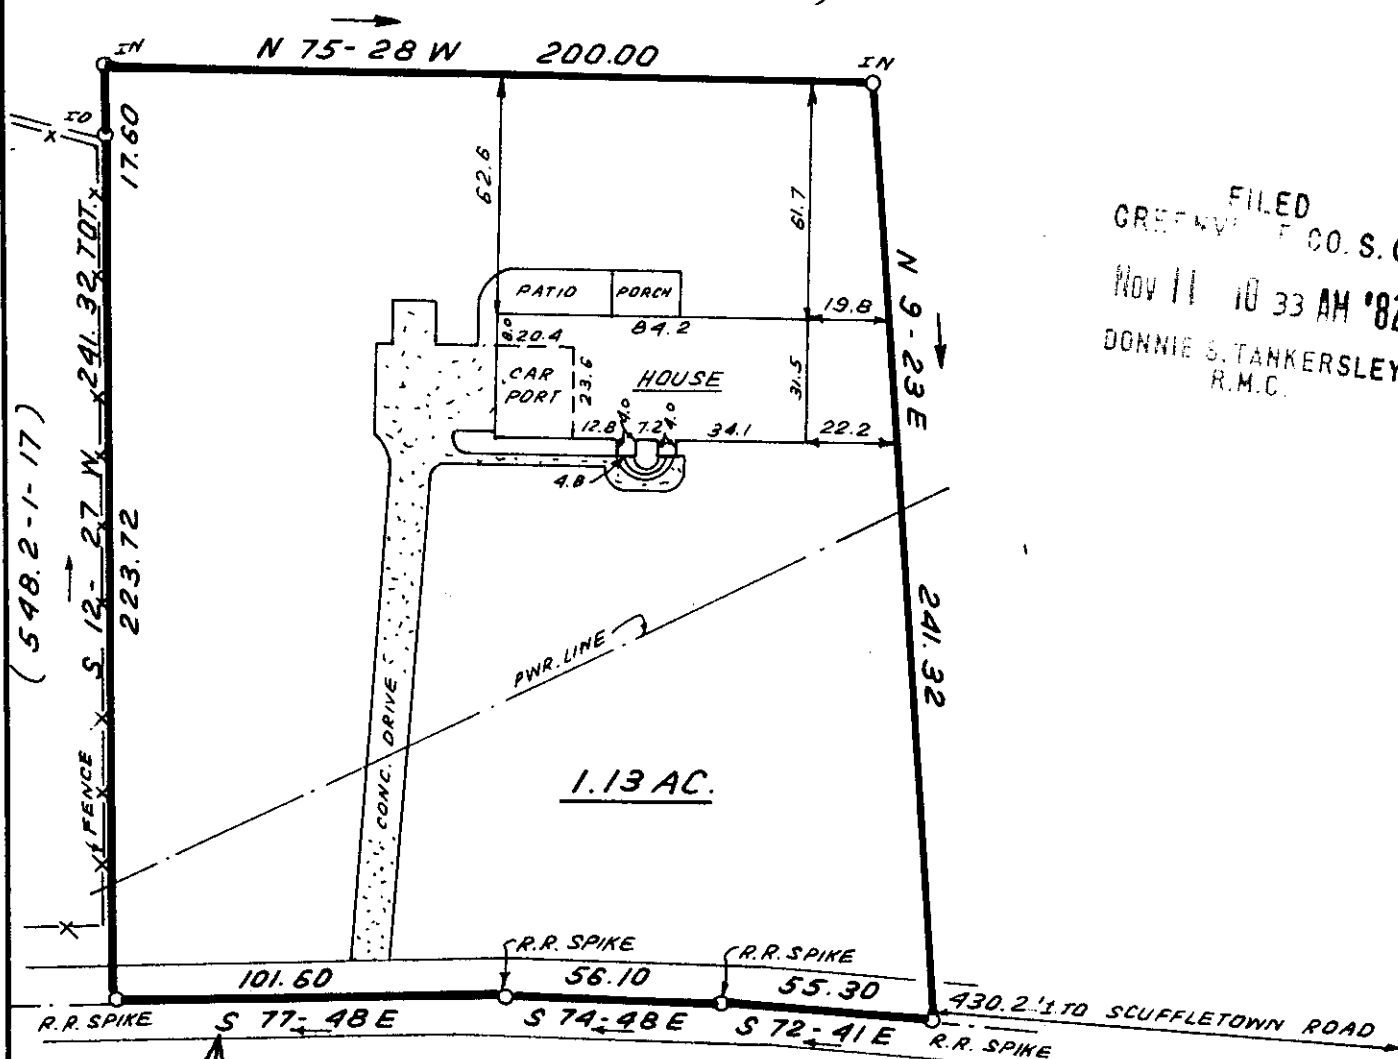 N 75-28 W 200.00
IN
IN
IO
17.60
62.6
61.7
FILED
CO. S. C
Nov 11 10 33 AM '82
DONNIE S. TANKERSLEY
R.M.C.
N 9-23 E
241.32
PATIO
PORCH
19.8
8.0
20.4
84.2
CAR
PORT
23.6
HOUSE
31.5
12.8
4.0
7.2
4.0
34.1
22.2
4.8
(548.2-1-17)
S 12-27 W 241.32 TOT.
223.72
FENCE
PWR. LINE
CONC. DRIVE
1.13 AC.
R.R. SPIKE
R.R. SPIKE
101.60
56.10
55.30
430.2'± TO SCUFFLETOWN ROAD
R.R. SPIKE
S 77-48 E
S 74-48 E
S 72-41 E
R.R. SPIKE